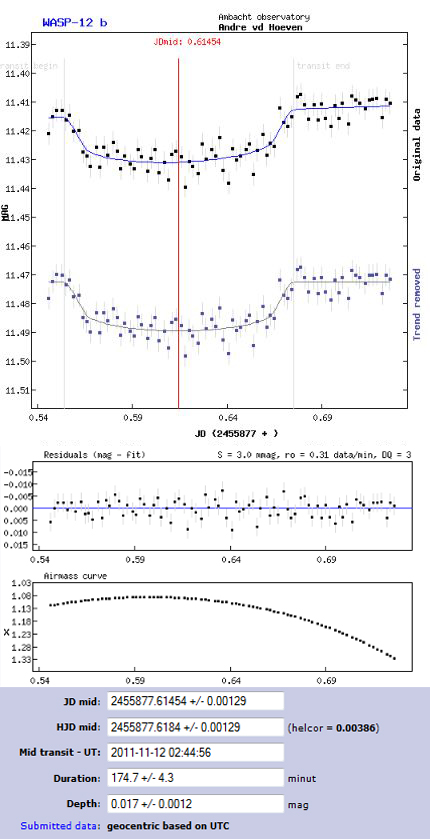 WASP-12 b
Ambacht observatory
Andre vd Hoeven
JDmid: 0.61454
11.39
transit begin
transit end
11.40
11.41
11.42
11.43
11.44
11.45
11.46
11.47
11.48
11.49
11.50
11.51
MAG
Original data
Trend removed
0.54 0.59 0.64 0.69
JD (2455877 + )
Residuals (mag - fit)
S = 3.0 mmag, ro = 0.31 data/min, DQ = 3
-0.015
-0.010
-0.005
0.000
0.005
0.010
0.015
0.54 0.59 0.64 0.69
Airmass curve
1.03
1.08
1.13
1.18
1.23
1.28
1.33
X
0.54 0.59 0.64 0.69
JD mid: 2455877.61454 +/- 0.00129
HJD mid: 2455877.6184 +/- 0.00129 (helcor = 0.00386)
Mid transit - UT: 2011-11-12 02:44:56
Duration: 174.7 +/- 4.3 minut
Depth: 0.017 +/- 0.0012 mag
Submitted data: geocentric based on UTC